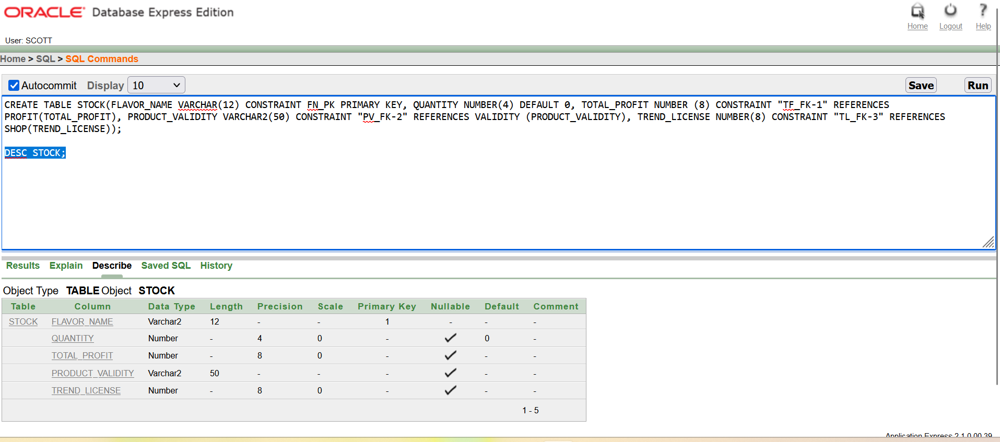 ORACLE Database Express Edition
Home Logout Help
User: SCOTT
Home > SQL > SQL Commands
Autocommit Display 10 Save Run
CREATE TABLE STOCK(FLAVOR_NAME VARCHAR(12) CONSTRAINT FN_PK PRIMARY KEY, QUANTITY NUMBER(4) DEFAULT 0, TOTAL_PROFIT NUMBER (8) CONSTRAINT "TF_FK-1" REFERENCES
PROFIT(TOTAL_PROFIT), PRODUCT_VALIDITY VARCHAR2(50) CONSTRAINT "PV_FK-2" REFERENCES VALIDITY (PRODUCT_VALIDITY), TREND_LICENSE NUMBER(8) CONSTRAINT "TL_FK-3" REFERENCES
SHOP(TREND_LICENSE));
DESC STOCK;
Results Explain Describe Saved SQL History
Object Type TABLE Object STOCK
Table Column Data Type Length Precision Scale Primary Key Nullable Default Comment
STOCK FLAVOR_NAME Varchar2 12 - - 1 - - -
QUANTITY Number - 4 0 - 0 -
TOTAL_PROFIT Number - 8 0 - - -
PRODUCT_VALIDITY Varchar2 50 - - - - -
TREND_LICENSE Number - 8 0 - - -
1 - 5
Application Express 2.1.0.00.39